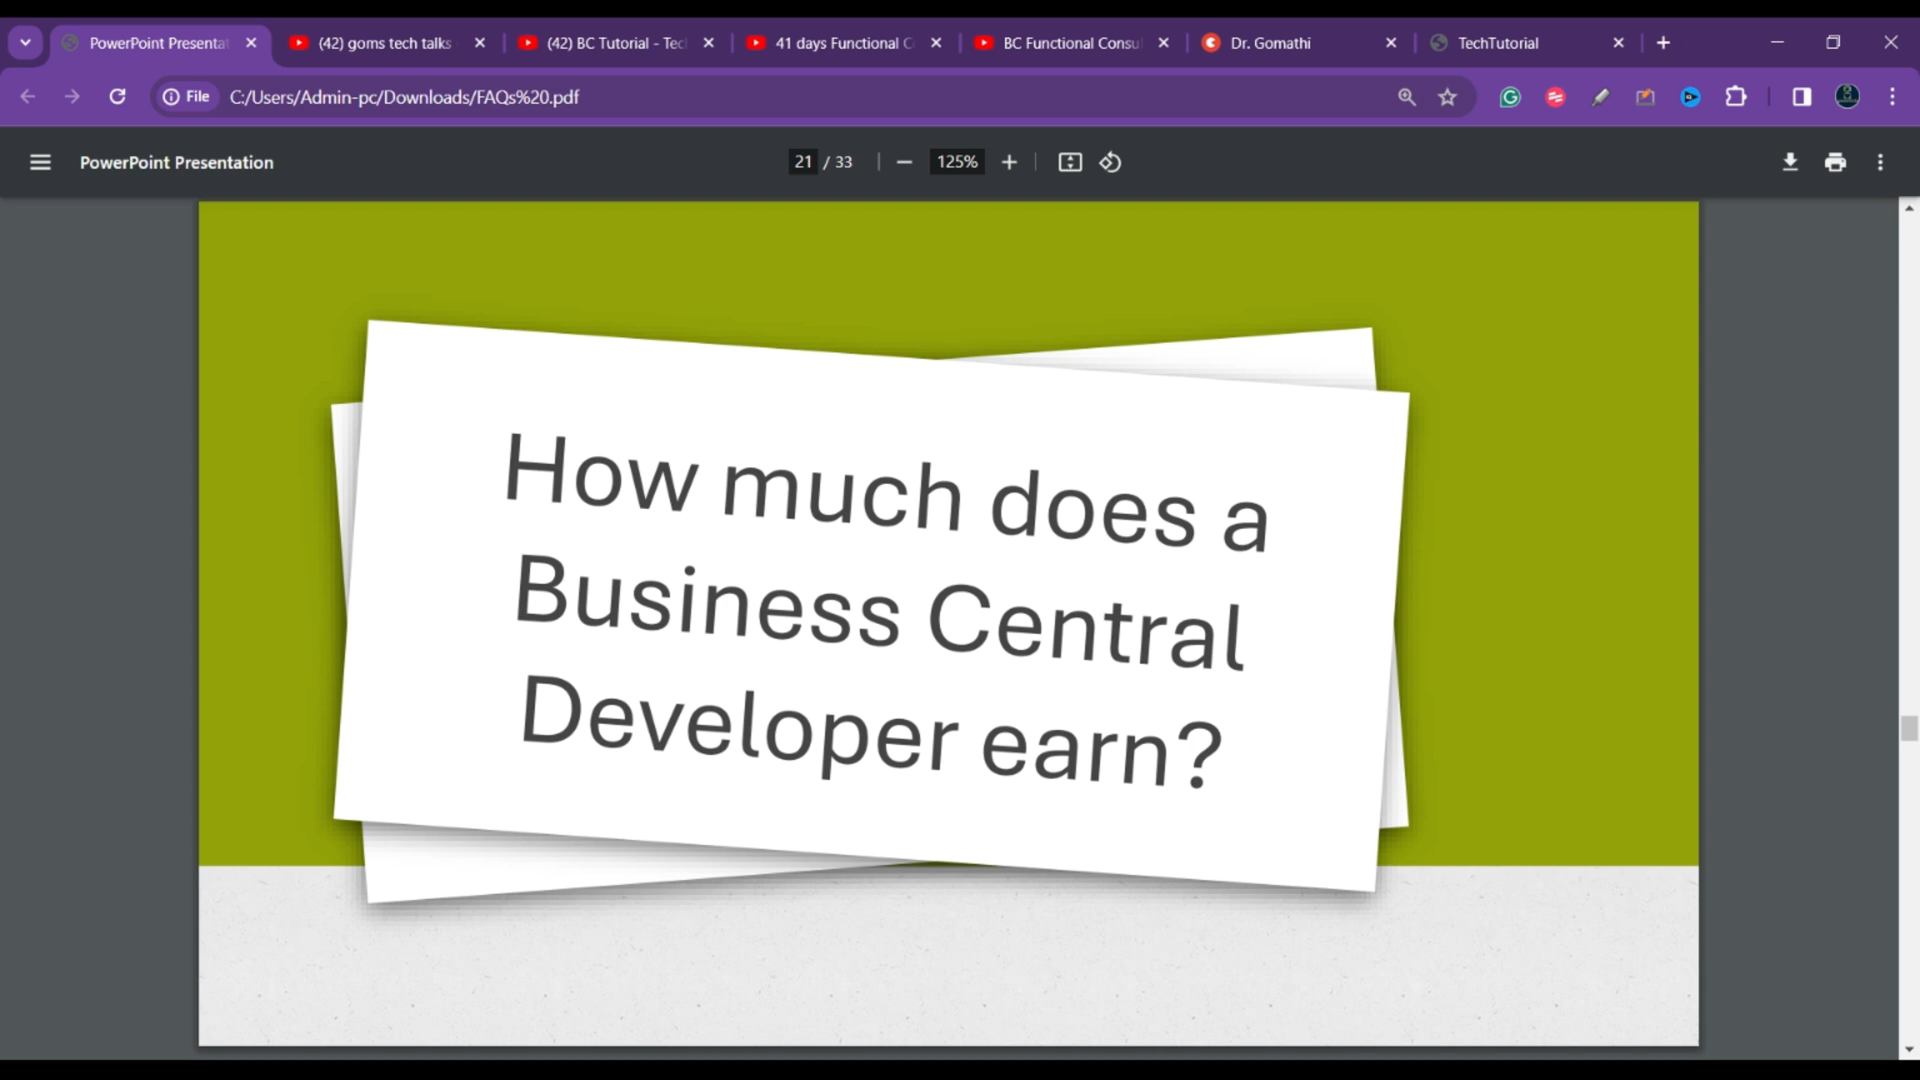 PowerPoint Presentat
(42) goms tech talks
(42) BC Tutorial - Tec
41 days Functional C
BC Functional Consul
Dr. Gomathi
TechTutorial
File
C:/Users/Admin-pc/Downloads/FAQs%20.pdf
PowerPoint Presentation
21 / 33
125%
How much does a
Business Central
Developer earn?